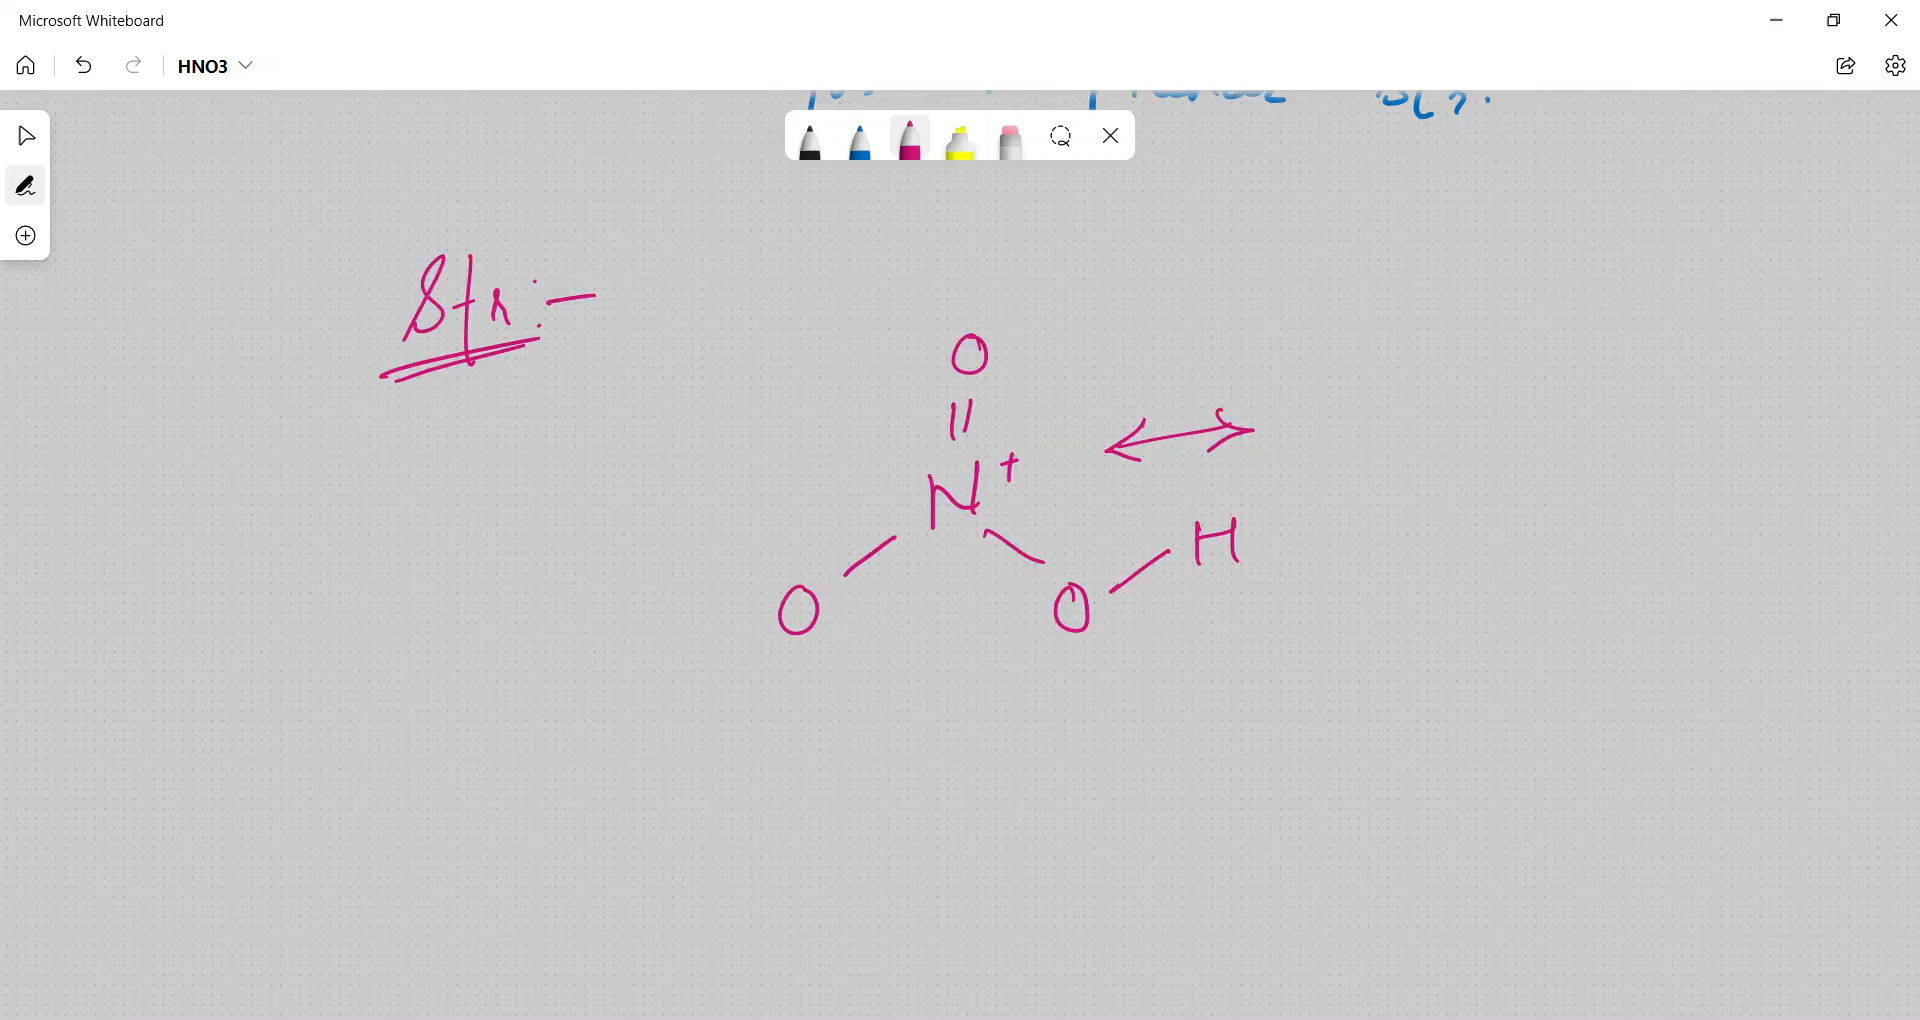 Microsoft Whiteboard
HNO3
Str:-
O
N+
H
O O